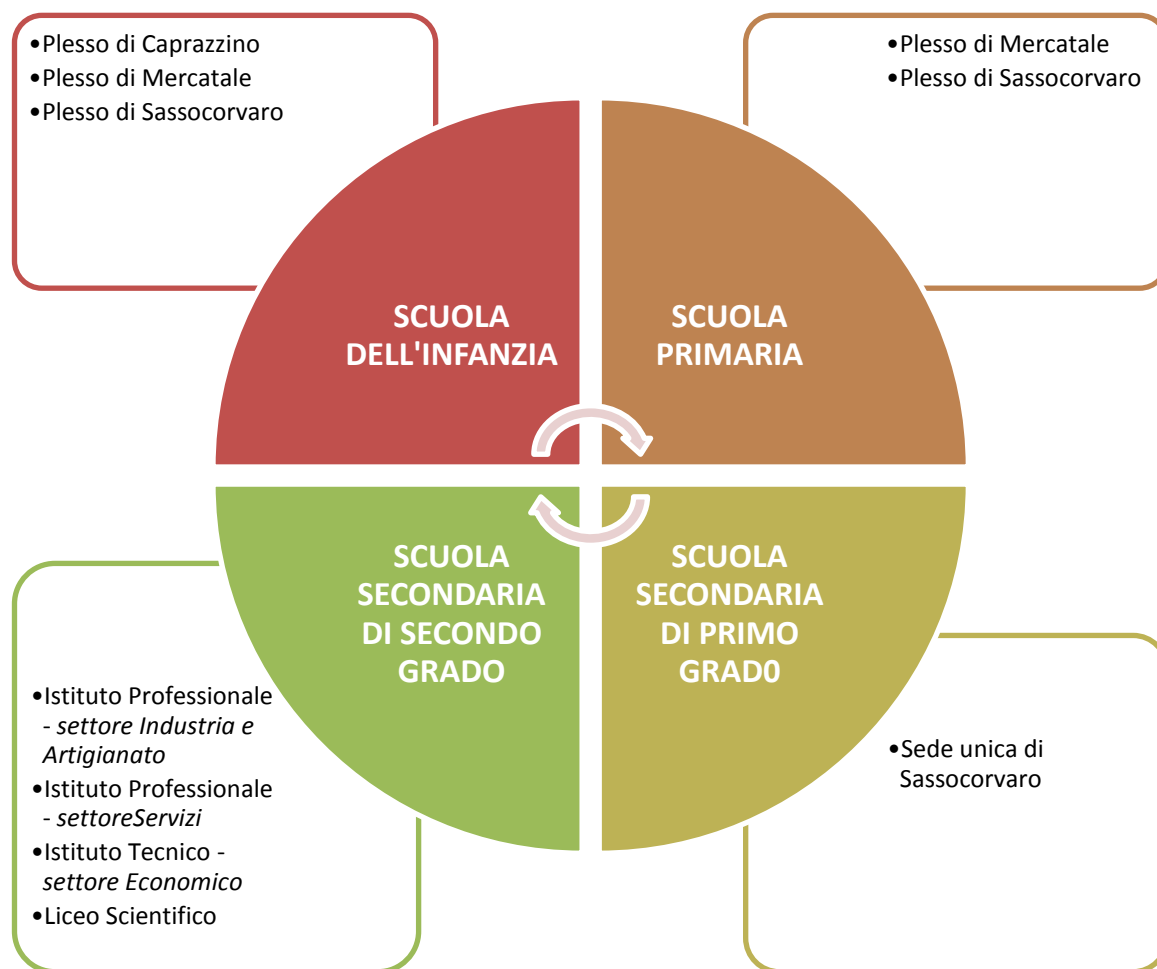 •Plesso di Caprazzino
•Plesso di Mercatale
•Plesso di Sassocorvaro
•Plesso di Mercatale
•Plesso di Sassocorvaro
SCUOLA
DELL'INFANZIA
SCUOLA
PRIMARIA
SCUOLA
SECONDARIA
DI SECONDO
GRADO
SCUOLA
SECONDARIA
DI PRIMO
GRAD0
•Istituto Professionale
- settore Industria e
Artigianato
•Istituto Professionale
- settoreServizi
•Istituto Tecnico -
settore Economico
•Liceo Scientifico
•Sede unica di
Sassocorvaro